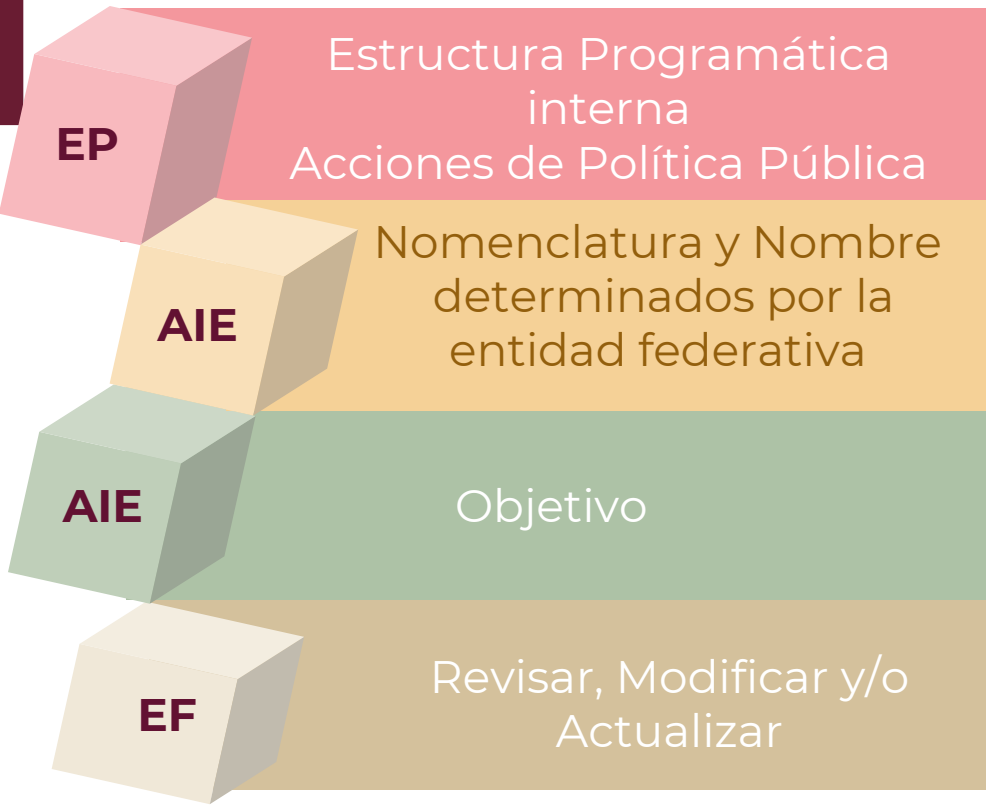 EP
Estructura Programática
interna
Acciones de Política Pública
AIE
Nomenclatura y Nombre
determinados por la
entidad federativa
AIE
Objetivo
EF
Revisar, Modificar y/o
Actualizar